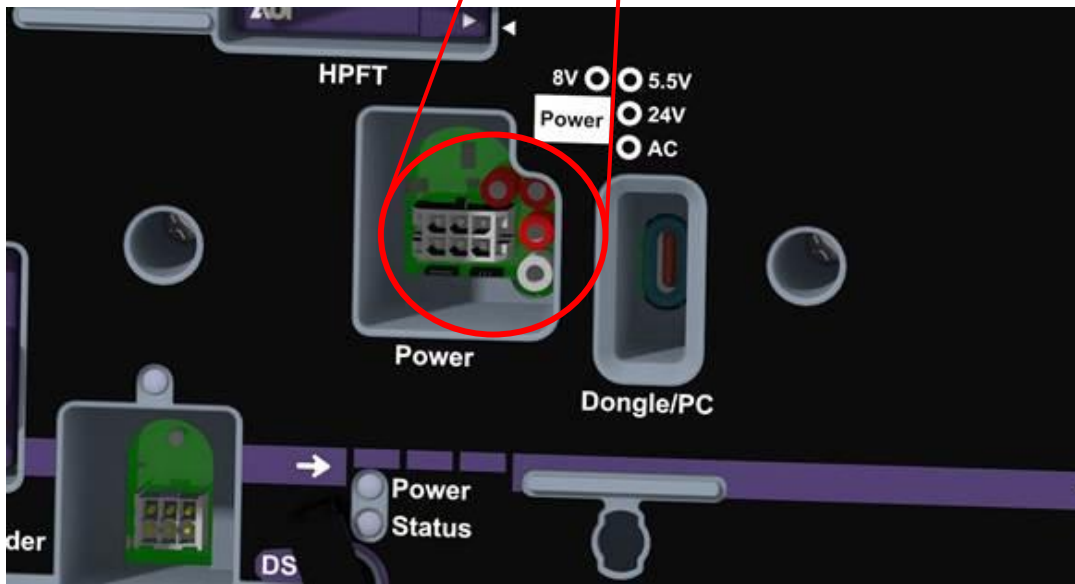 HPFT
8V 5.5V
Power 24V
AC
Power
Dongle/PC
Power
Status
der
DS